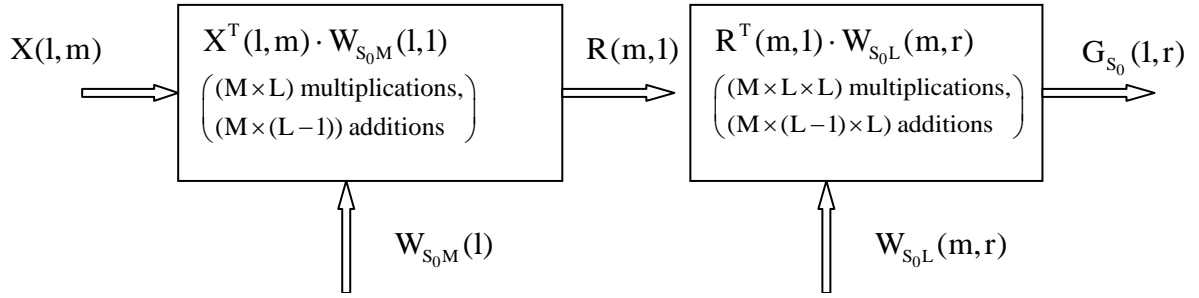 X(l,m)
X^T(l,m)·W_{S_0M}(l,1)
((M×L) multiplications,
(M×(L−1)) additions)
R(m,1)
R^T(m,1)·W_{S_0L}(m,r)
((M×L×L) multiplications,
(M×(L−1)×L) additions)
G_{S_0}(1,r)
W_{S_0M}(l)
W_{S_0L}(m,r)